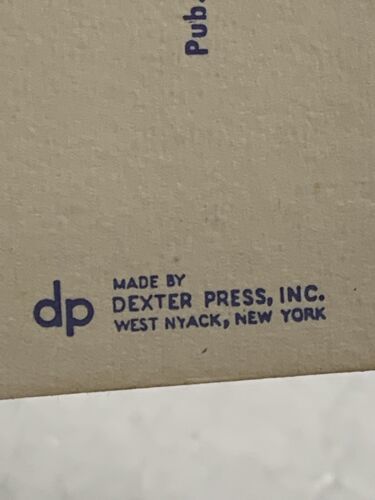 Pub.
dp
MADE BY
DEXTER PRESS, INC.
WEST NYACK, NEW YORK